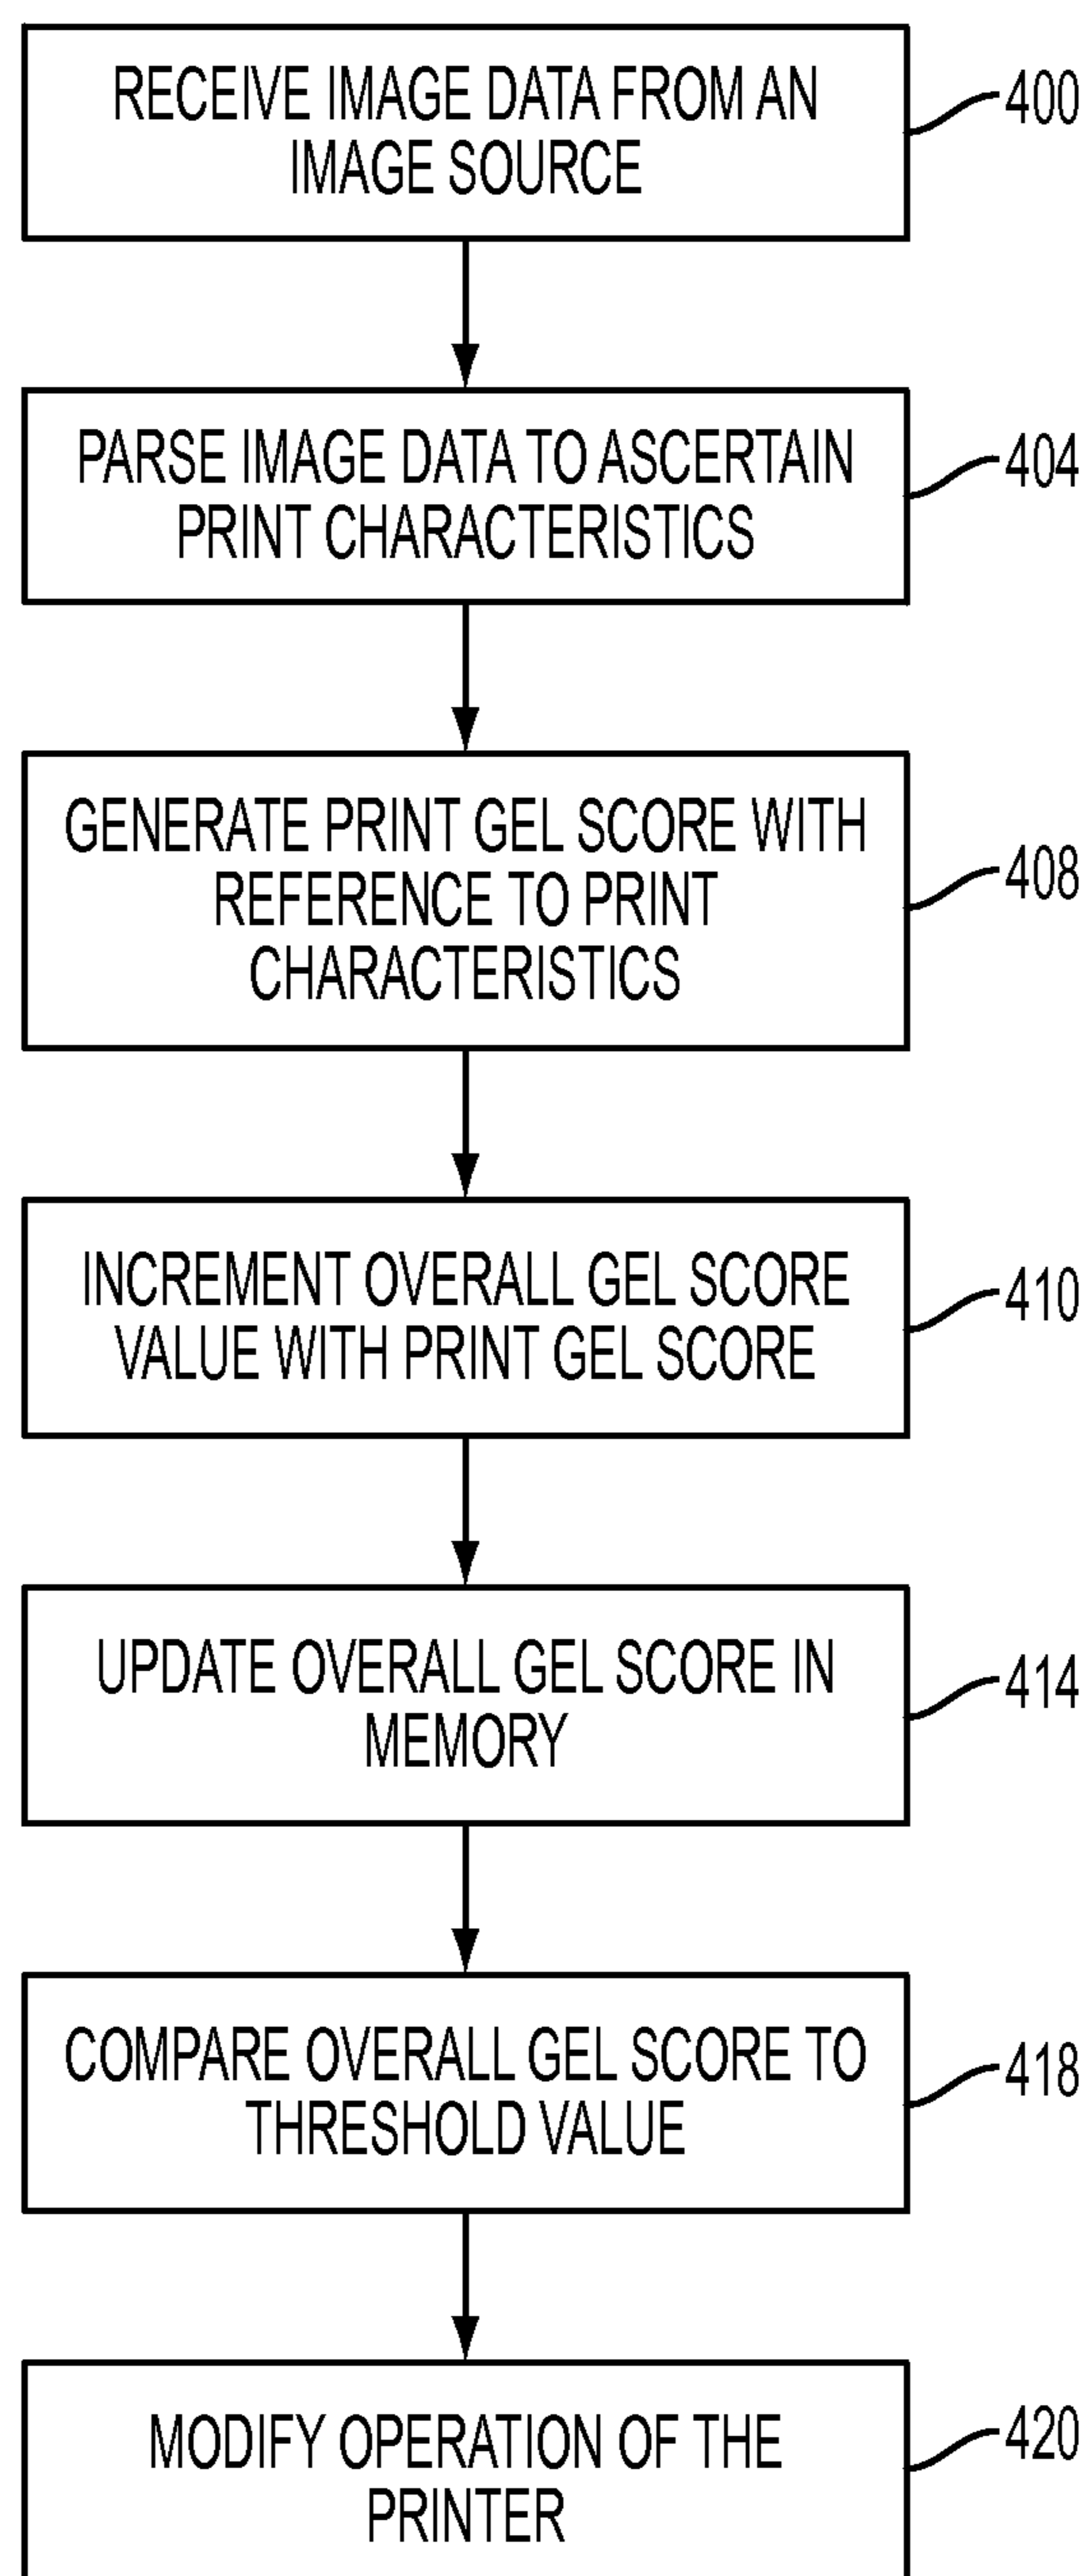 RECEIVE IMAGE DATA FROM AN
IMAGE SOURCE
400
PARSE IMAGE DATA TO ASCERTAIN
PRINT CHARACTERISTICS
404
GENERATE PRINT GEL SCORE WITH
REFERENCE TO PRINT
CHARACTERISTICS
408
INCREMENT OVERALL GEL SCORE
VALUE WITH PRINT GEL SCORE
410
UPDATE OVERALL GEL SCORE IN
MEMORY
414
COMPARE OVERALL GEL SCORE TO
THRESHOLD VALUE
418
MODIFY OPERATION OF THE
PRINTER
420